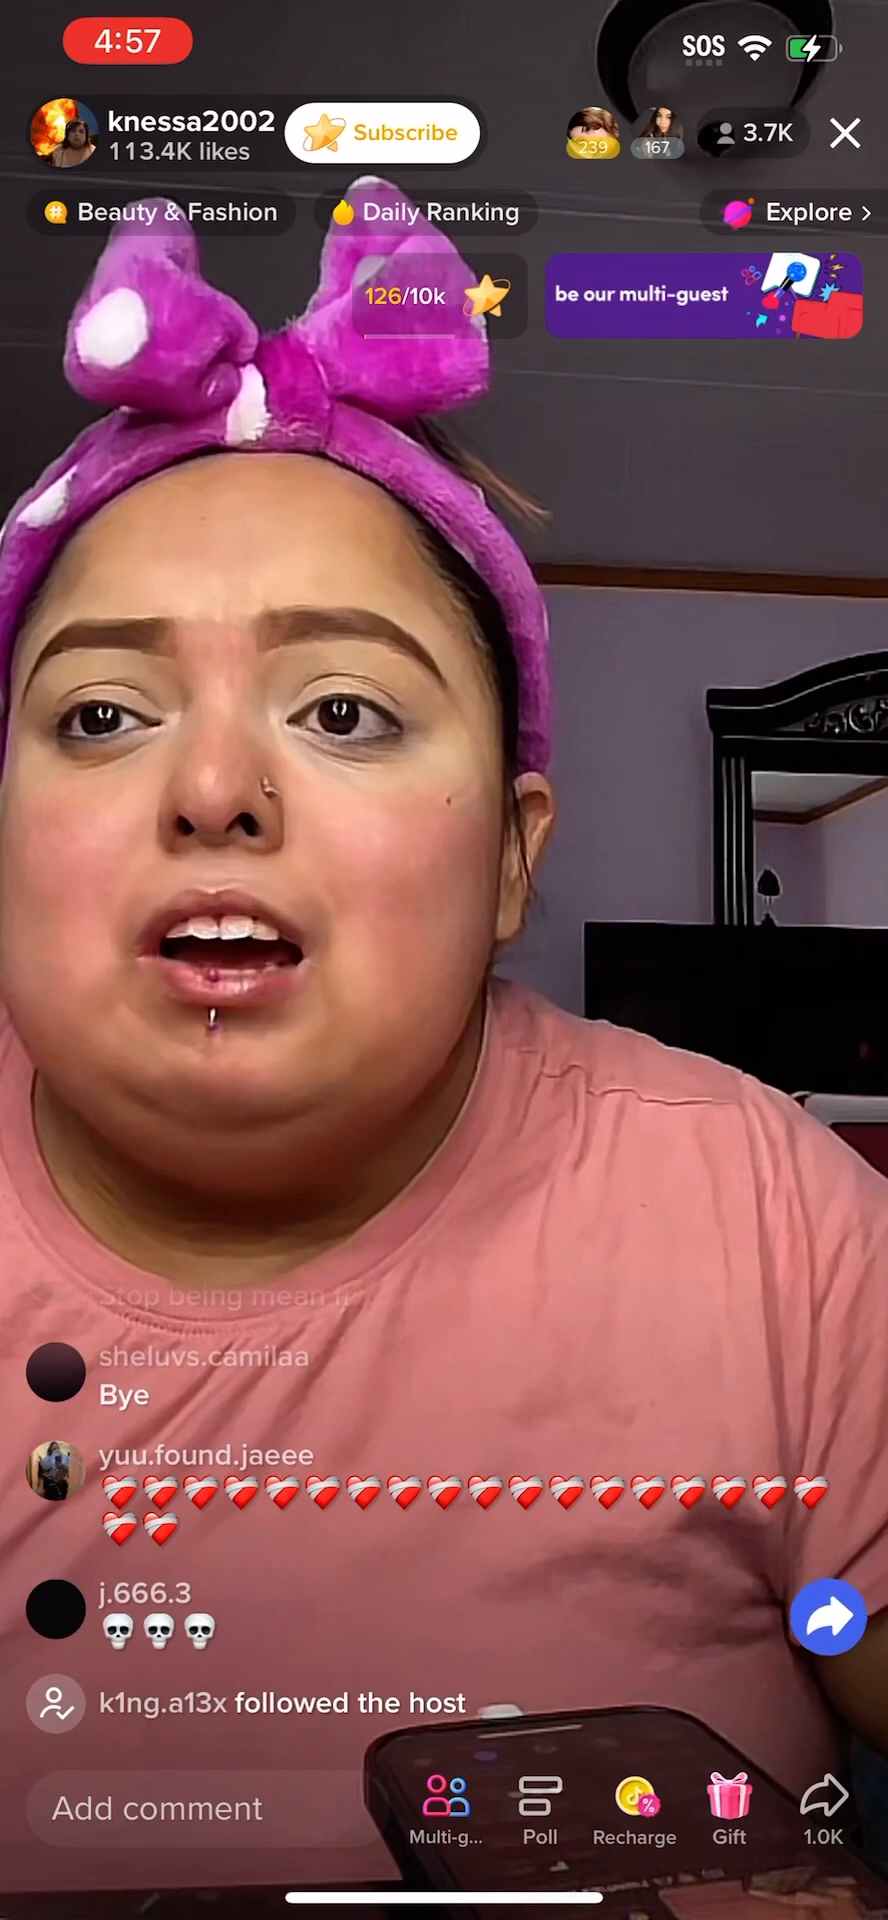 4:57
SOS
knessa2002
113.4K likes
Subscribe
239
167
3.7K
Beauty & Fashion
Daily Ranking
Explore >
126/10k
be our multi-guest
Stop being mean
sheluvs.camilaa
Bye
yuu.found.jaeee
❤️‍🩹❤️‍🩹❤️‍🩹❤️‍🩹❤️‍🩹❤️‍🩹❤️‍🩹❤️‍🩹❤️‍🩹❤️‍🩹❤️‍🩹❤️‍🩹❤️‍🩹❤️‍🩹❤️‍🩹❤️‍🩹❤️‍🩹❤️‍🩹
❤️‍🩹❤️‍🩹
j.666.3
💀💀💀
k1ng.a13x followed the host
Add comment
Multi-g...
Poll
Recharge
Gift
1.0K